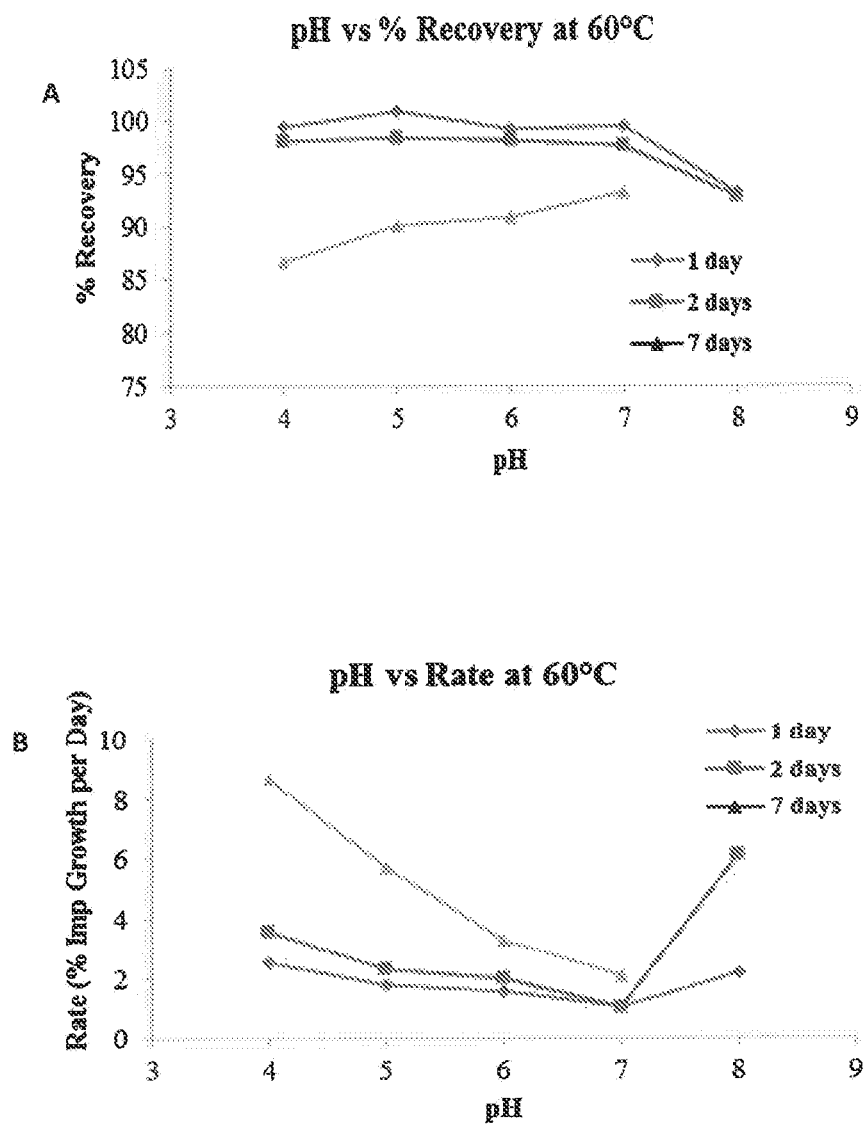 pH vs % Recovery at 60°C
A
% Recovery
105
100
95
90
85
80
75
3 4 5 6 7 8 9
pH
1 day
2 days
7 days
pH vs Rate at 60°C
B
Rate (% Imp Growth per Day)
10
8
6
4
2
0
3 4 5 6 7 8 9
pH
1 day
2 days
7 days